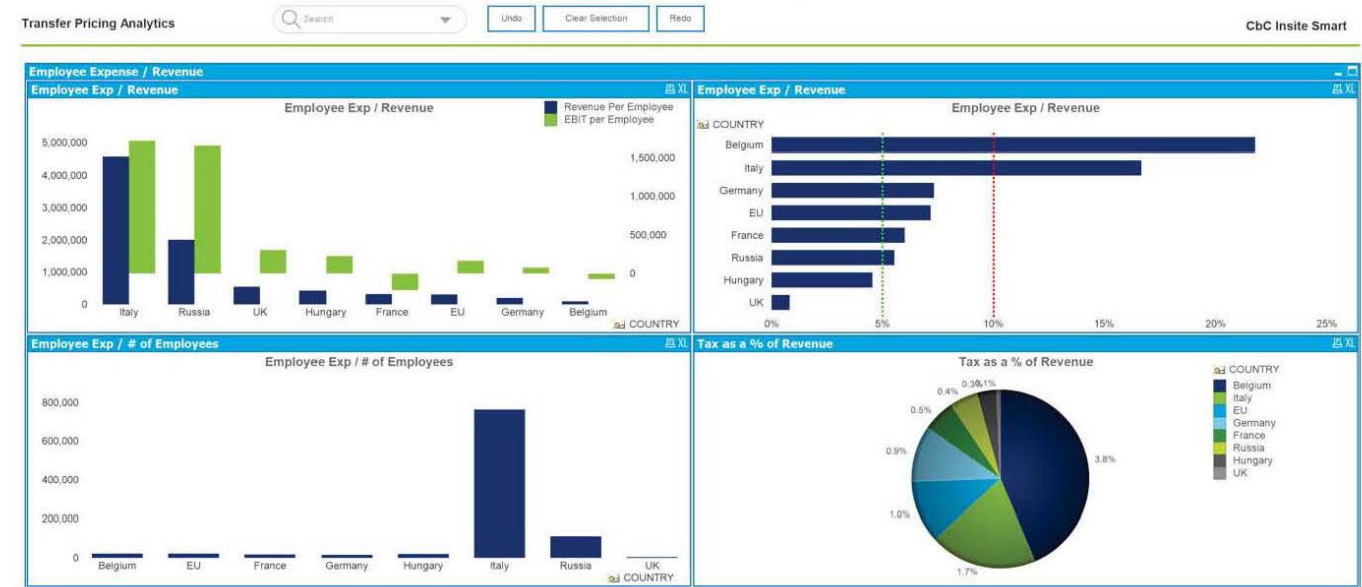 Transfer Pricing Analytics
Search
Undo
Clear Selection
Redo
CbC Insite Smart
Employee Expense / Revenue
Employee Exp / Revenue
XL
Employee Exp / Revenue
Revenue Per Employee
EBIT per Employee
5,000,000
4,000,000
3,000,000
2,000,000
1,000,000
0
1,500,000
1,000,000
500,000
0
Italy
Russia
UK
Hungary
France
EU
Germany
Belgium
COUNTRY
Employee Exp / Revenue
XL
Employee Exp / Revenue
COUNTRY
Belgium
Italy
Germany
EU
France
Russia
Hungary
UK
0%
5%
10%
15%
20%
25%
Employee Exp / # of Employees
XL
Employee Exp / # of Employees
800,000
600,000
400,000
200,000
0
Belgium
EU
France
Germany
Hungary
Italy
Russia
UK
COUNTRY
Tax as a % of Revenue
XL
Tax as a % of Revenue
COUNTRY
Belgium
Italy
EU
Germany
France
Russia
Hungary
UK
3.8%
1.7%
1.0%
0.9%
0.5%
0.4%
0.1%